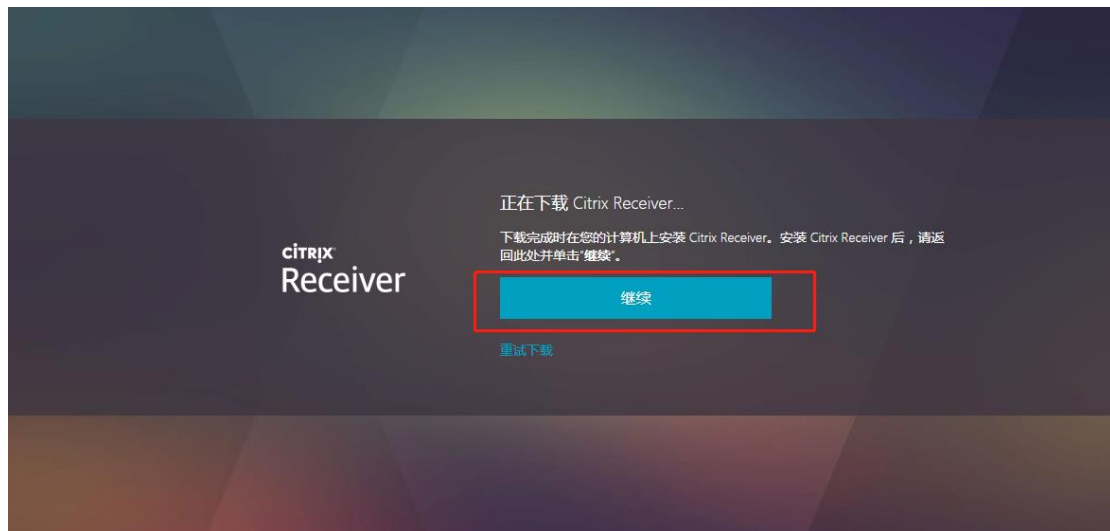 正在下载 Citrix Receiver...
下载完成时在您的计算机上安装 Citrix Receiver。安装 Citrix Receiver 后，请返
回此处并单击"继续"。
CİTRIX
Receiver
继续
重试下载